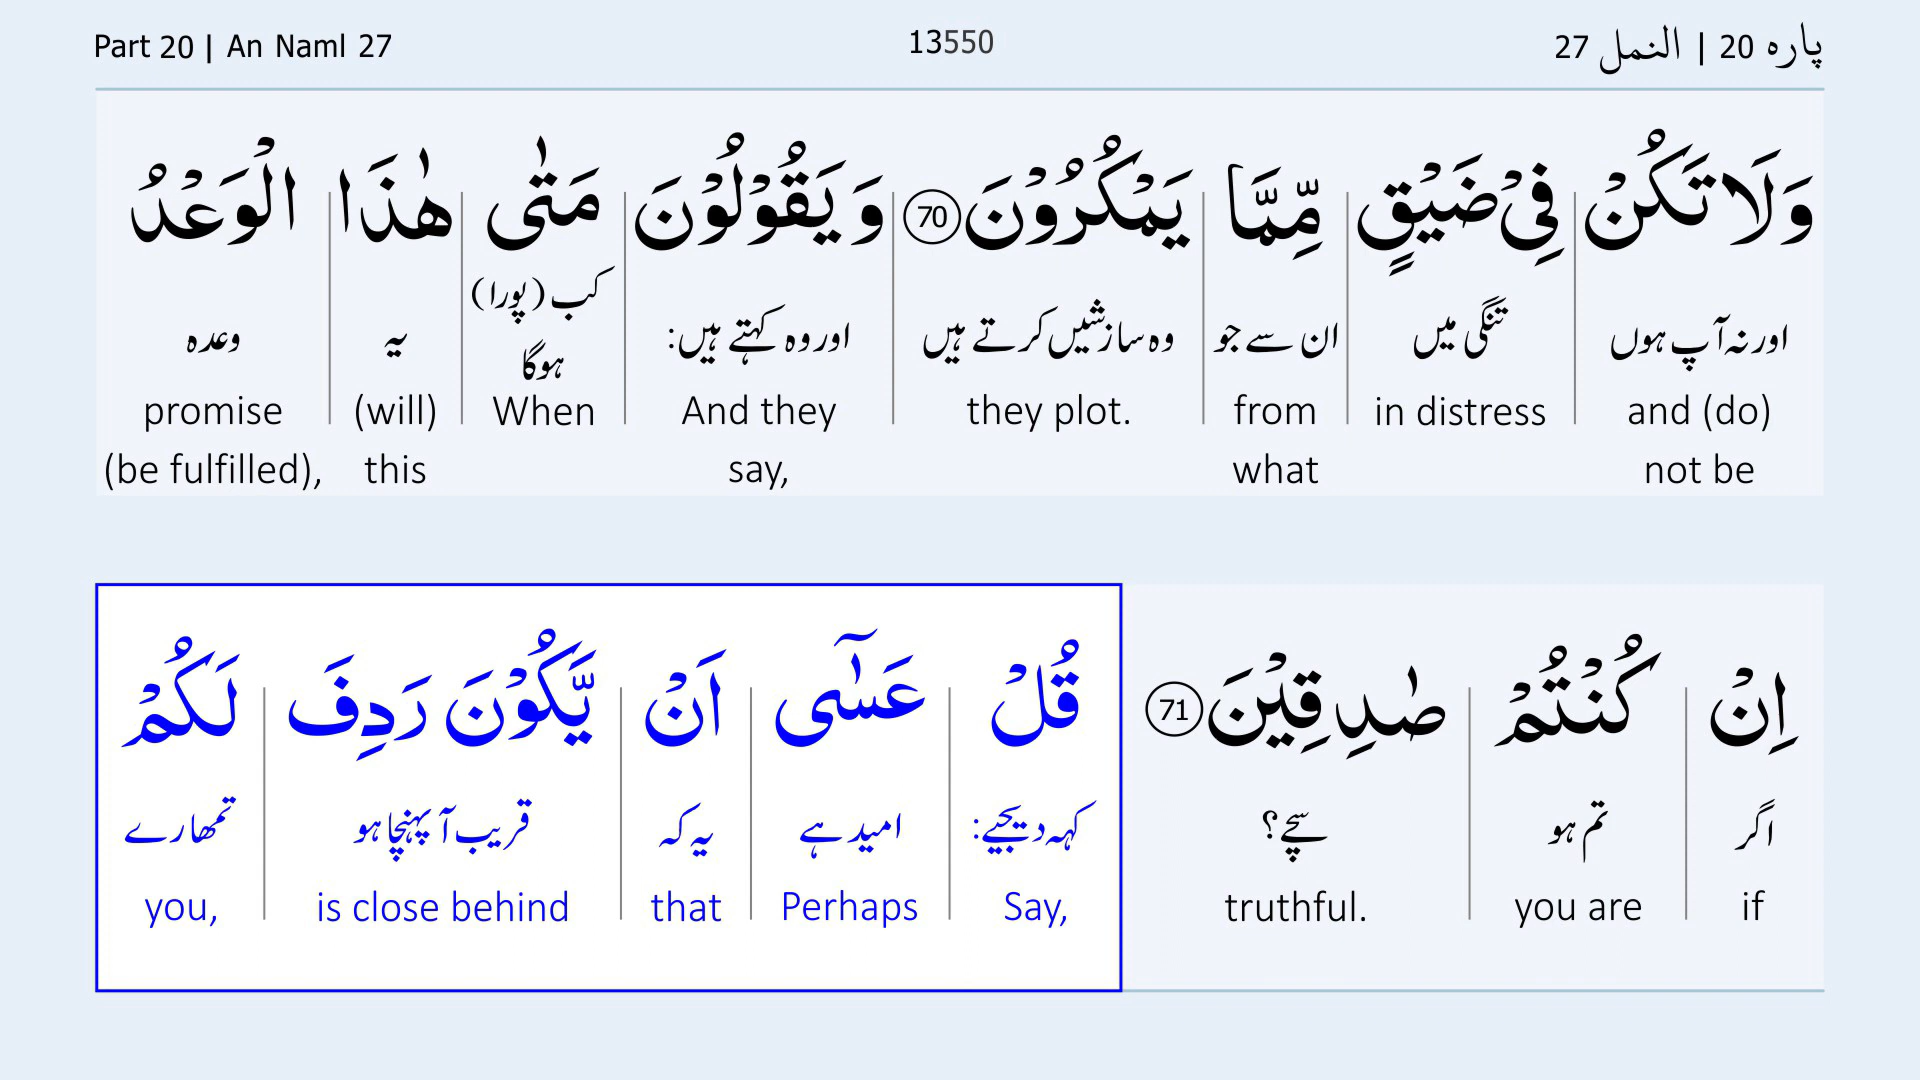 Part 20 | An Naml 27
13550
پارہ 20 | النمل 27
وَلَا تَكُنْ فِیْ ضَیْقٍ مِّمَّا یَمْكُرُوْنَ 70 وَ یَقُوْلُوْنَ مَتٰی هٰذَا الْوَعْدُ
اور نہ آپ ہوں تنگی میں ان سے جو وہ سازشیں کرتے ہیں اور وہ کہتے ہیں: کب (پورا) ہوگا یہ وعدہ
and (do) not be in distress from what they plot. And they say, When (will) this promise (be fulfilled),
اِنْ كُنْتُمْ صٰدِقِیْنَ 71 قُلْ عَسٰۤی اَنْ یَّكُوْنَ رَدِفَ لَكُمْ
اگر تم ہو سچے؟ کہہ دیجیے: امید ہے یہ کہ قریب آ پہنچا ہو تمھارے
if you are truthful. Say, Perhaps that is close behind you,